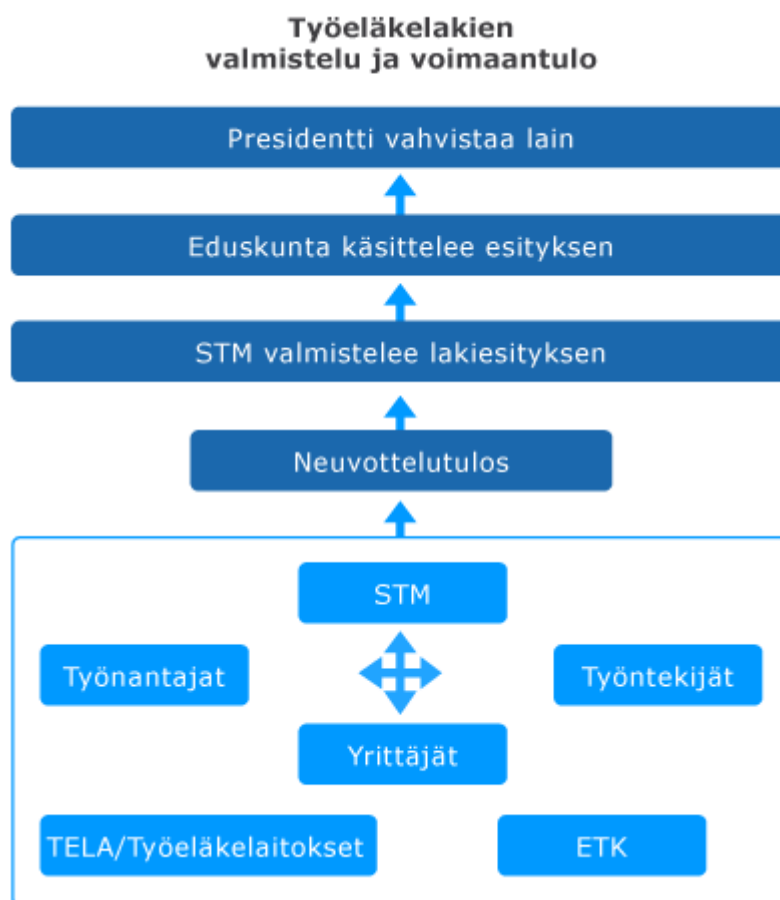 Työeläkelakien
valmistelu ja voimaantulo
Presidentti vahvistaa lain
Eduskunta käsittelee esityksen
STM valmistelee lakiesityksen
Neuvottelutulos
STM
Työnantajat
Työntekijät
Yrittäjät
TELA/Työeläkelaitokset
ETK